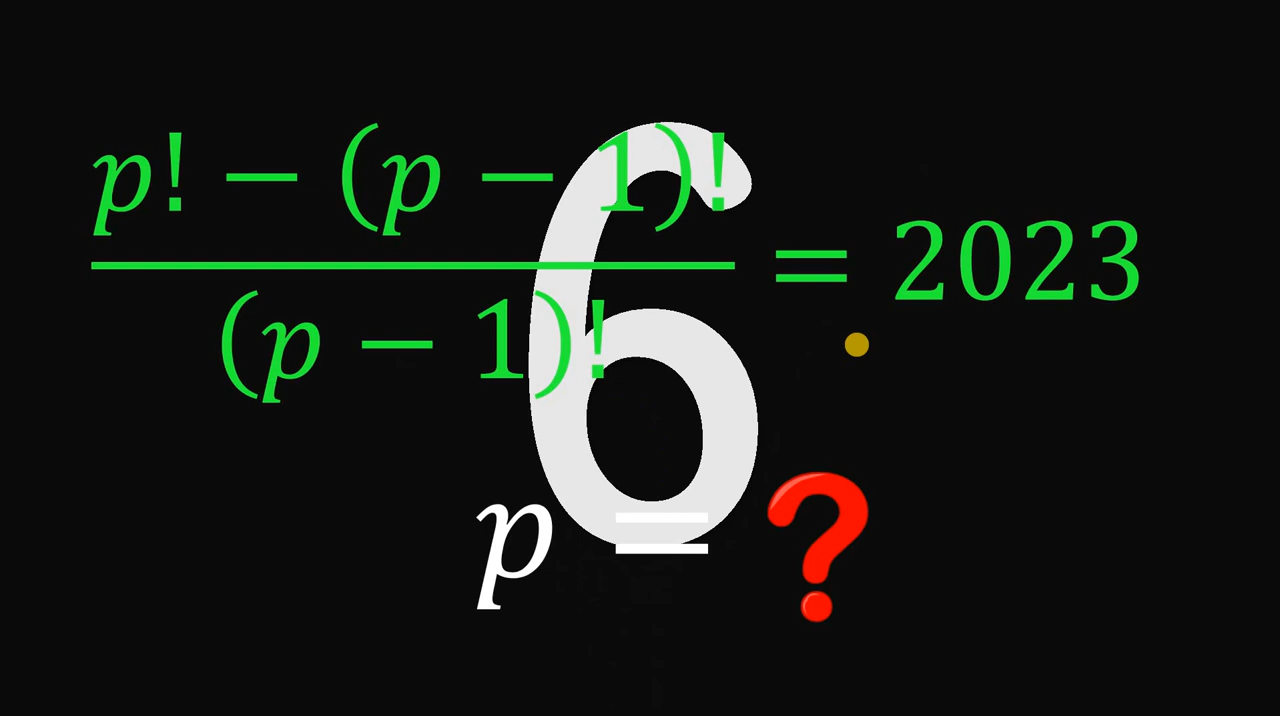 p! − (p − 1)!
(p − 1)!
= 2023
6
p = ?